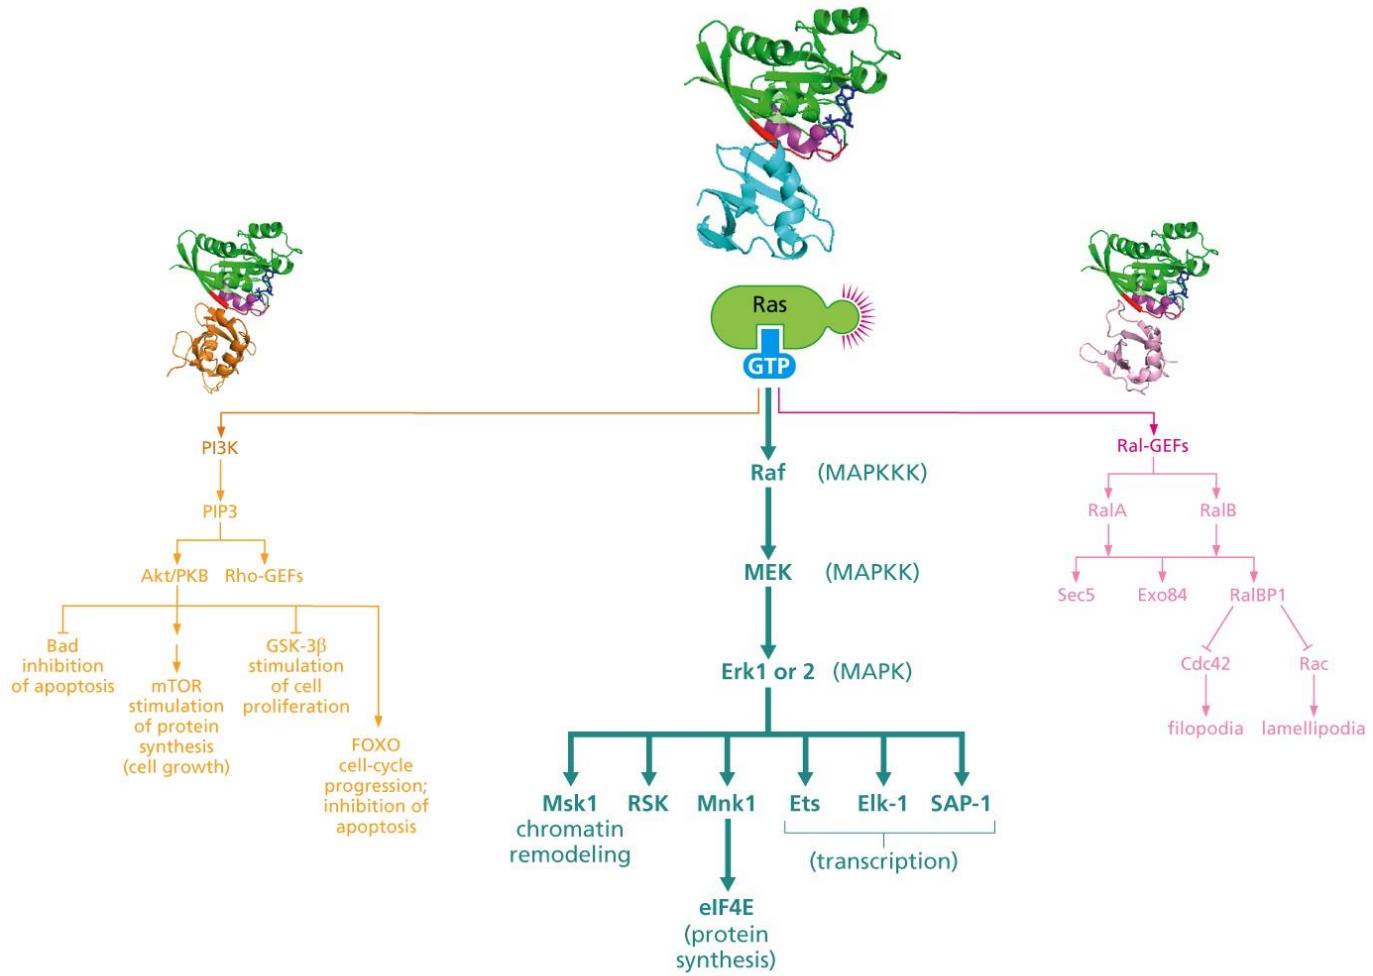 Ras
GTP
PI3K
PIP3
Akt/PKB
Rho-GEFs
Bad
inhibition
of apoptosis
mTOR
stimulation
of protein
synthesis
(cell growth)
GSK-3β
stimulation
of cell
proliferation
FOXO
cell-cycle
progression;
inhibition of
apoptosis
Raf (MAPKKK)
MEK (MAPKK)
Erk1 or 2 (MAPK)
Msk1
chromatin
remodeling
RSK
Mnk1
eIF4E
(protein
synthesis)
Ets
Elk-1
SAP-1
(transcription)
Ral-GEFs
RalA
RalB
Sec5
Exo84
RalBP1
Cdc42
Rac
filopodia
lamellipodia